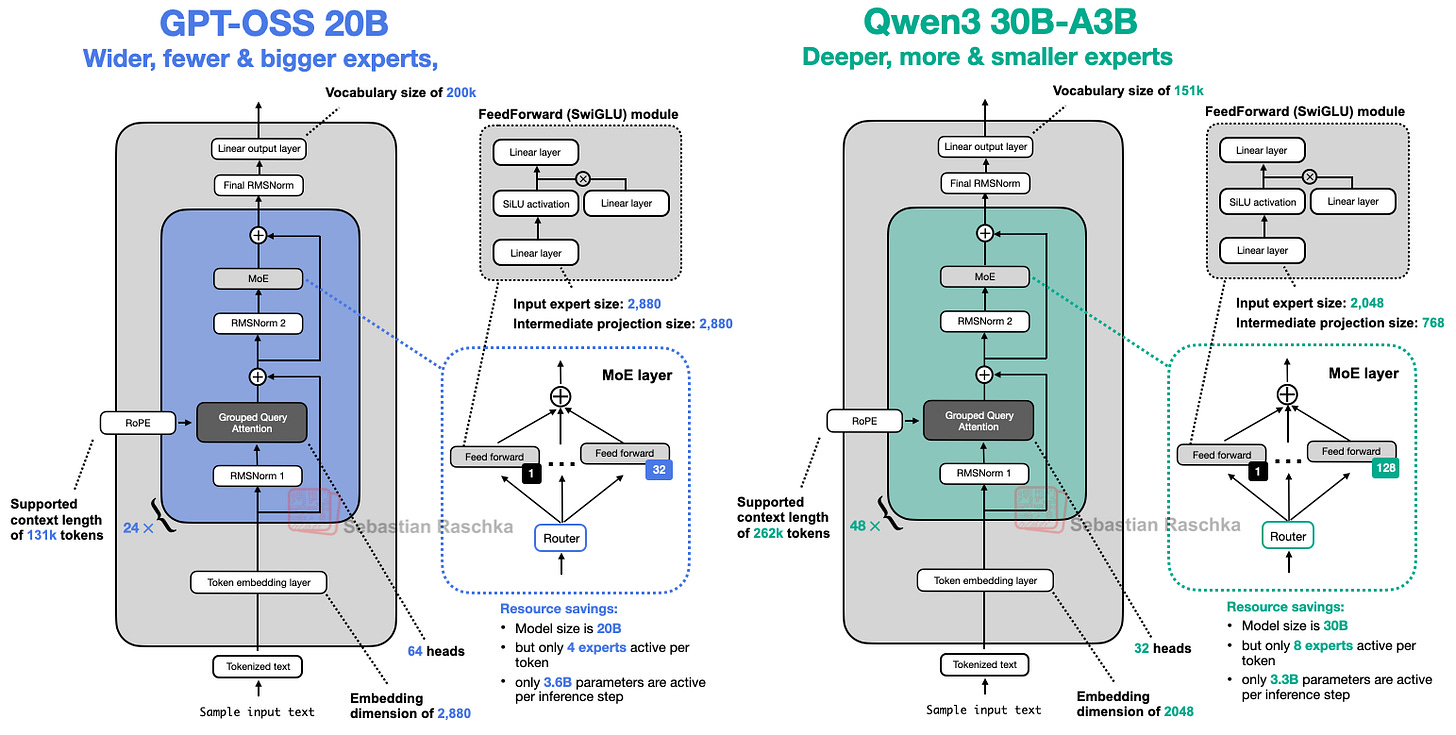 GPT-OSS 20B
Wider, fewer & bigger experts,
Vocabulary size of 200k
FeedForward (SwiGLU) module
Linear output layer
Final RMSNorm
Linear layer
SiLU activation
Linear layer
Linear layer
MoE
RMSNorm 2
Input expert size: 2,880
Intermediate projection size: 2,880
MoE layer
RoPE
Grouped Query
Attention
Feed forward
1
Feed forward
32
RMSNorm 1
Supported
context length
of 131k tokens
24 ×
Sebastian Raschka
Router
Token embedding layer
Resource savings:
• Model size is 20B
• but only 4 experts active per
token
• only 3.6B parameters are active
per inference step
64 heads
Tokenized text
Embedding
dimension of 2,880
Sample input text
Qwen3 30B-A3B
Deeper, more & smaller experts
Vocabulary size of 151k
FeedForward (SwiGLU) module
Linear output layer
Final RMSNorm
Linear layer
SiLU activation
Linear layer
Linear layer
MoE
RMSNorm 2
Input expert size: 2,048
Intermediate projection size: 768
MoE layer
RoPE
Grouped Query
Attention
Feed forward
1
Feed forward
128
RMSNorm 1
Supported
context length
of 262k tokens
48 ×
Sebastian Raschka
Router
Token embedding layer
Resource savings:
• Model size is 30B
• but only 8 experts active per
token
• only 3.3B parameters are active
per inference step
32 heads
Tokenized text
Embedding
dimension of 2048
Sample input text